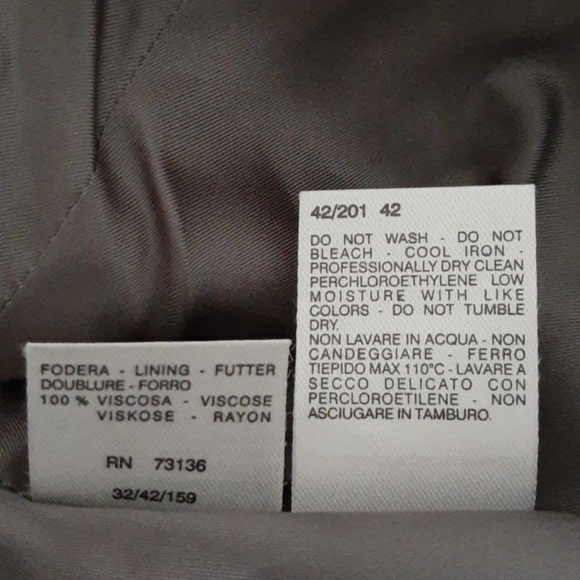 FODERA - LINING - FUTTER
DOUBLURE - FORRO
100 % VISCOSA - VISCOSE
VISKOSE - RAYON
RN 73136
32/42/159
42/201 42
DO NOT WASH - DO NOT
BLEACH - COOL IRON -
PROFESSIONALLY DRY CLEAN
PERCHLOROETHYLENE LOW
MOISTURE WITH LIKE
COLORS - DO NOT TUMBLE
DRY.
NON LAVARE IN ACQUA - NON
CANDEGGIARE - FERRO
TIEPIDO MAX 110°C - LAVARE A
SECCO DELICATO CON
PERCLOROETILENE - NON
ASCIUGARE IN TAMBURO.